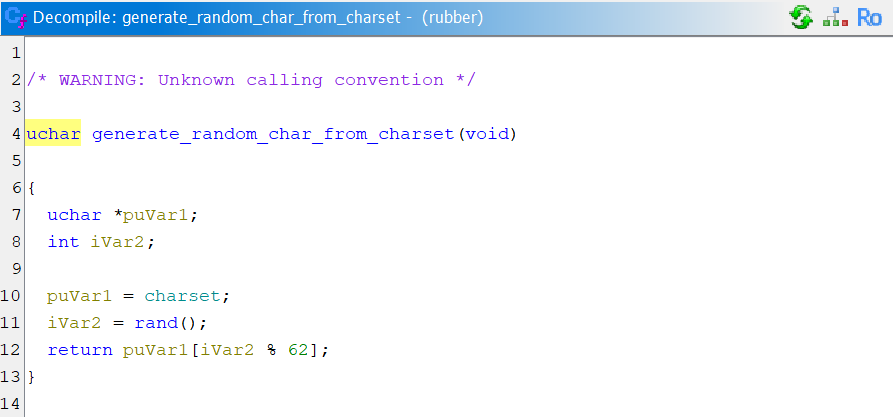 Decompile: generate_random_char_from_charset - (rubber)
Ro
1
2 /* WARNING: Unknown calling convention */
3
4 uchar generate_random_char_from_charset(void)
5
6 {
7 uchar *puVar1;
8 int iVar2;
9
10 puVar1 = charset;
11 iVar2 = rand();
12 return puVar1[iVar2 % 62];
13 }
14